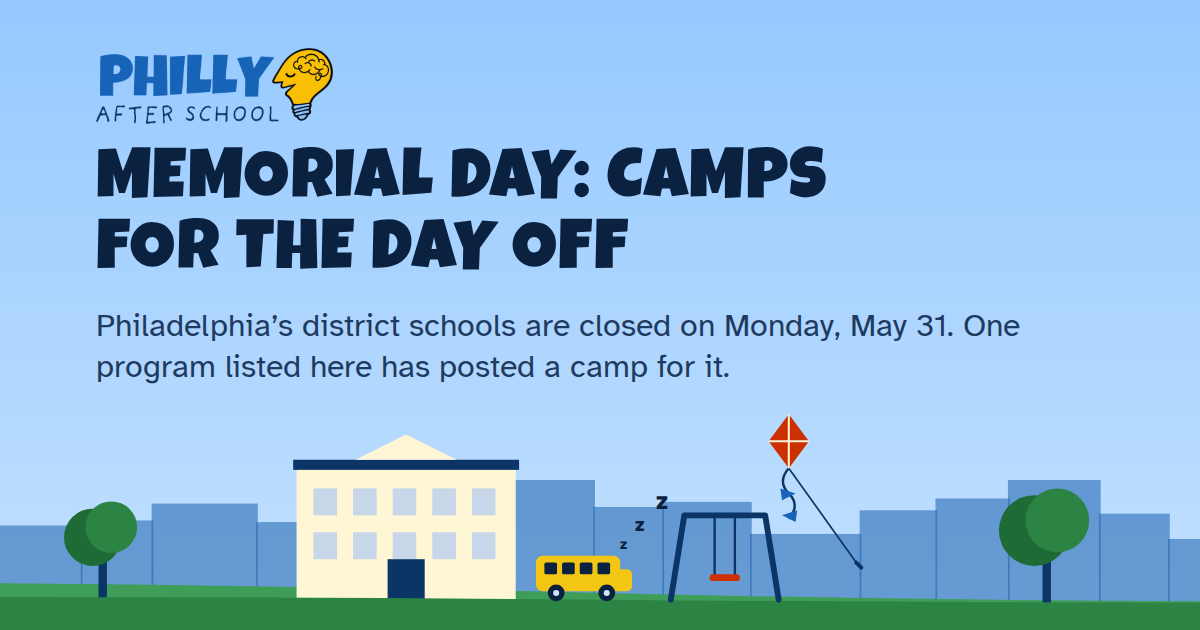 PHILLY
AFTER SCHOOL
MEMORIAL DAY: CAMPS
FOR THE DAY OFF
Philadelphia’s district schools are closed on Monday, May 31. One
program listed here has posted a camp for it.
z
z
z